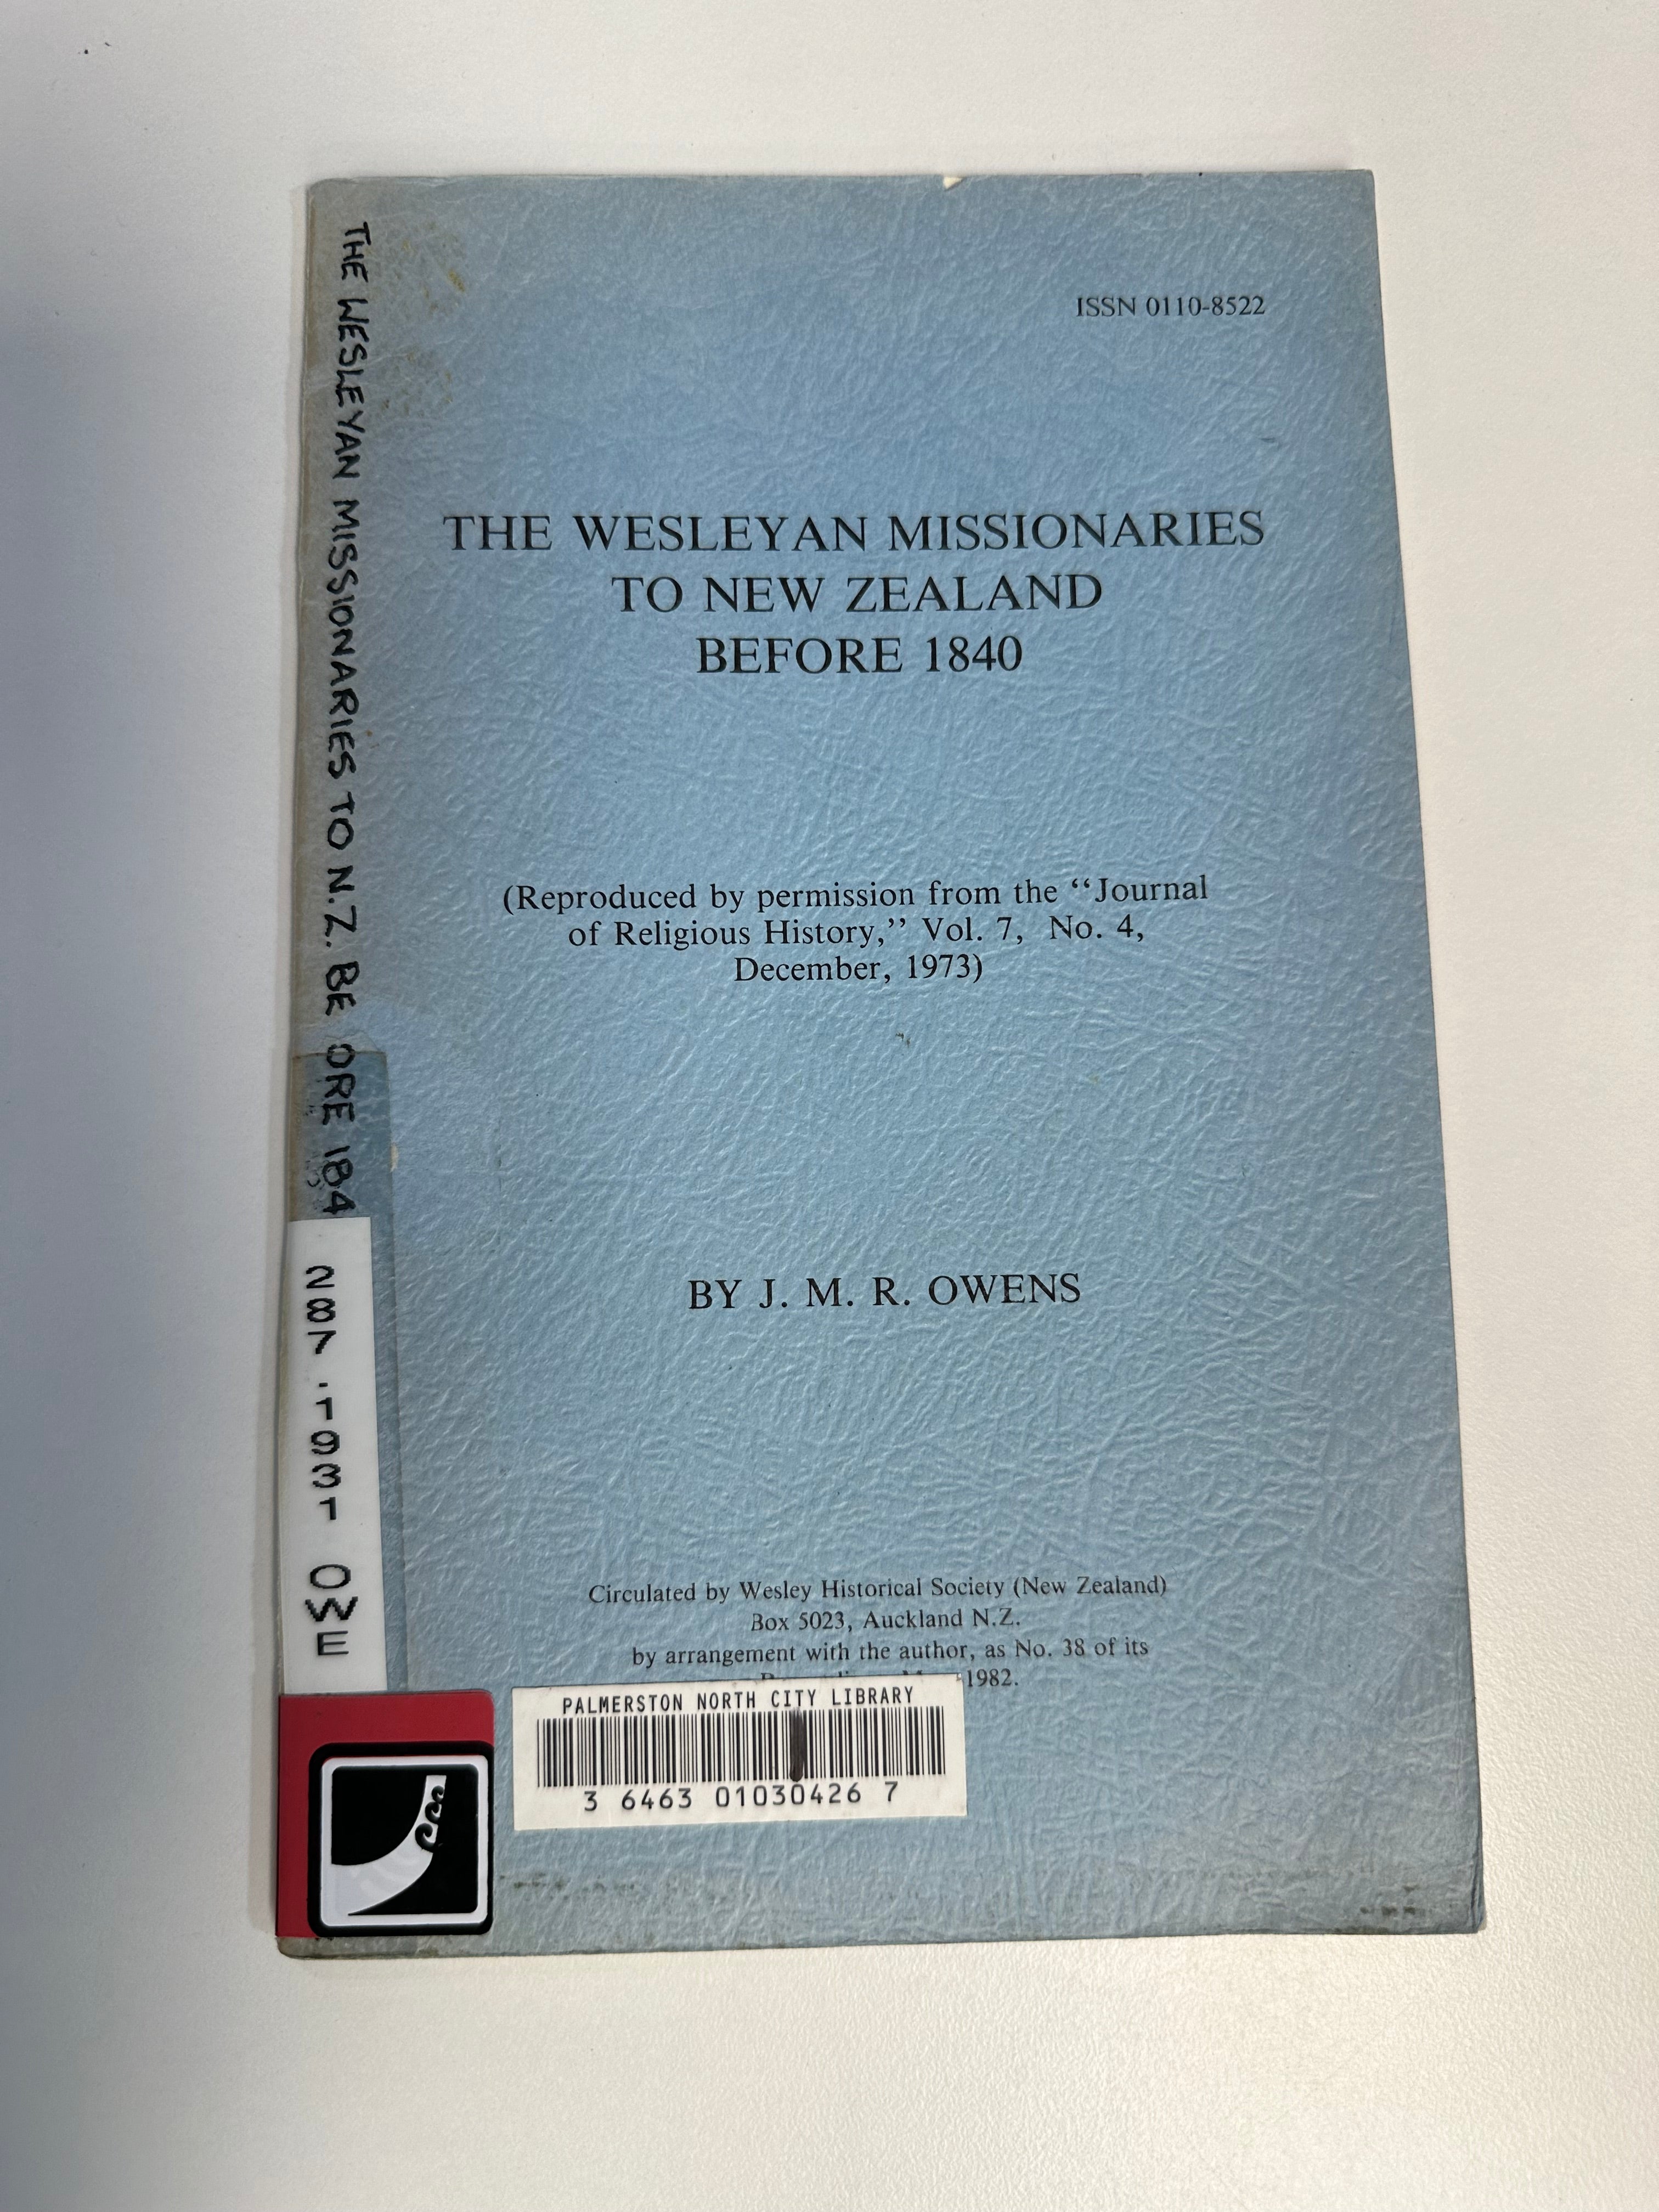 ISSN 0110-8522
THE WESLEYAN MISSIONARIES
TO NEW ZEALAND
BEFORE 1840
(Reproduced by permission from the “Journal
of Religious History,” Vol. 7, No. 4,
December, 1973)
BY J. M. R. OWENS
Circulated by Wesley Historical Society (New Zealand)
Box 5023, Auckland N.Z.
by arrangement with the author, as No. 38 of its
1982.
PALMERSTON NORTH CITY LIBRARY
3 6463 01030426 7
THE WESLEYAN MISSIONARIES TO N.Z. BE ORE 184
287.1931 OWE